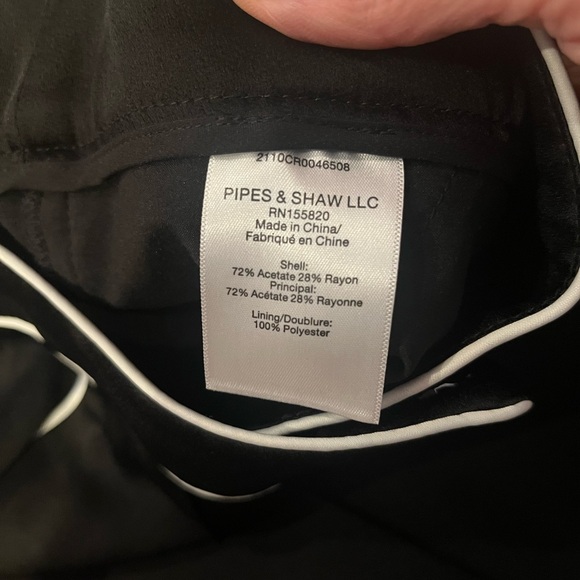 2110CR0046508
PIPES & SHAW LLC
RN155820
Made in China/
Fabriqué en Chine
Shell:
72% Acetate 28% Rayon
Principal:
72% Acétate 28% Rayonne
Lining/Doublure:
100% Polyester